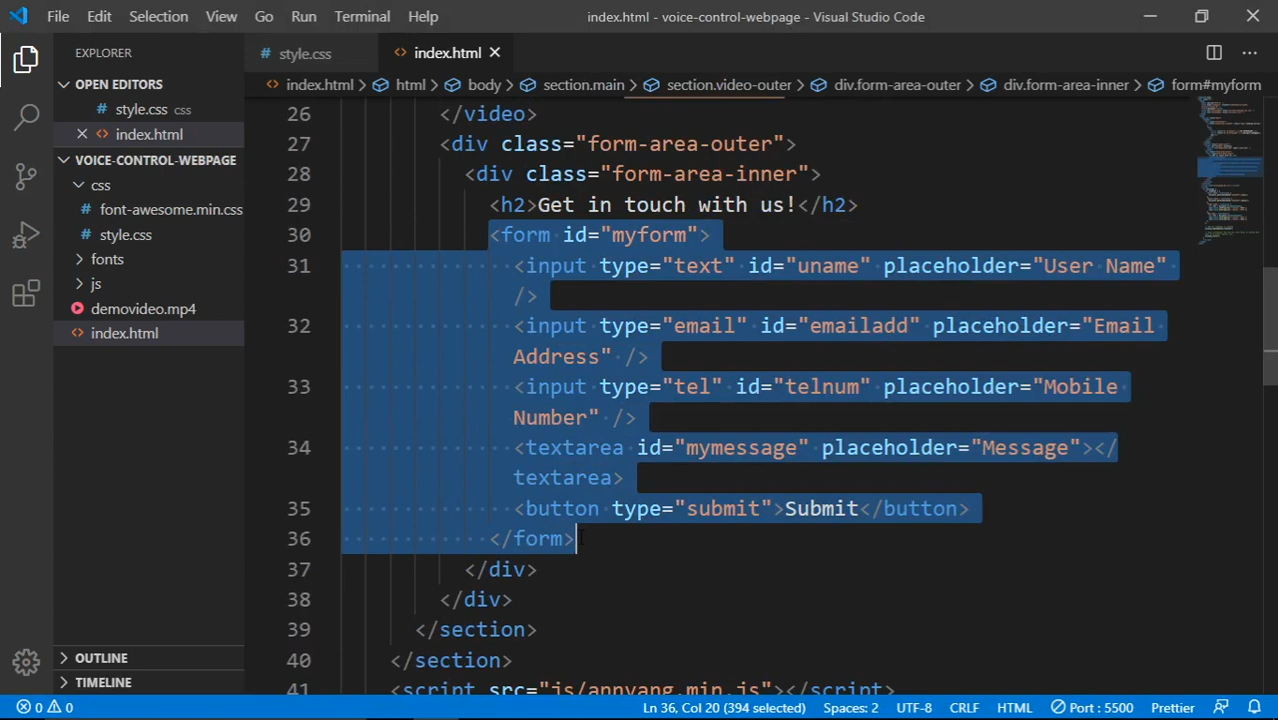 File Edit Selection View Go Run Terminal Help index.html - voice-control-webpage - Visual Studio Code
EXPLORER
OPEN EDITORS
style.css css
index.html
VOICE-CONTROL-WEBPAGE
css
font-awesome.min.css
style.css
fonts
js
demovideo.mp4
index.html
OUTLINE
TIMELINE
style.css index.html
index.html > html > body > section.main > section.video-outer > div.form-area-outer > div.form-area-inner > form#myform
26 </video>
27 <div class="form-area-outer">
28 <div class="form-area-inner">
29 <h2>Get in touch with us!</h2>
30 <form id="myform">
31 <input type="text" id="uname" placeholder="User Name"
/>
32 <input type="email" id="emailadd" placeholder="Email
Address" />
33 <input type="tel" id="telnum" placeholder="Mobile
Number" />
34 <textarea id="mymessage" placeholder="Message"></
textarea>
35 <button type="submit">Submit</button>
36 </form>
37 </div>
38 </div>
39 </section>
40 </section>
41 <script src="js/annyang.min.js"></script>
0 0 Ln 36, Col 20 (394 selected) Spaces: 2 UTF-8 CRLF HTML Port : 5500 Prettier